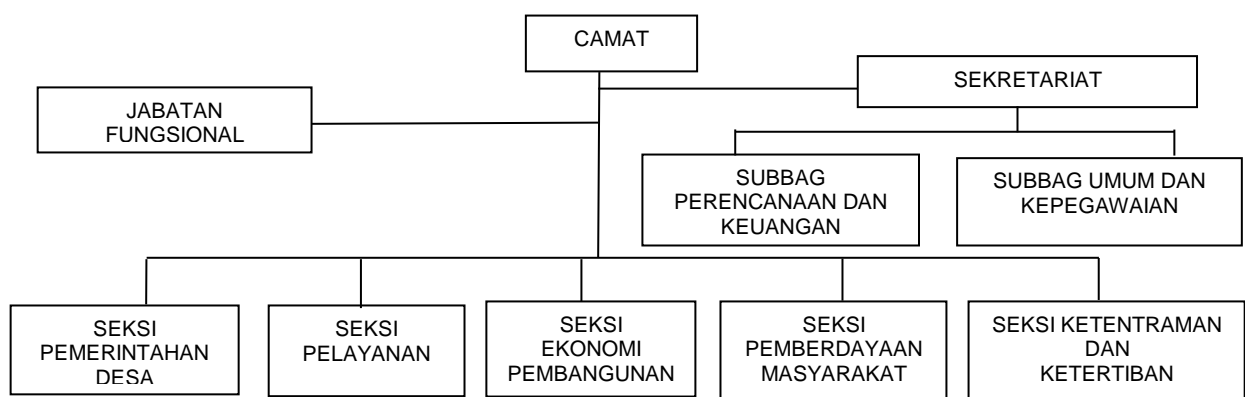 CAMAT
SEKRETARIAT
JABATAN
FUNGSIONAL
SUBBAG
PERENCANAAN DAN
KEUANGAN
SUBBAG UMUM DAN
KEPEGAWAIAN
SEKSI
PEMERINTAHAN
DESA
SEKSI
PELAYANAN
SEKSI
EKONOMI
PEMBANGUNAN
SEKSI
PEMBERDAYAAN
MASYARAKAT
SEKSI KETENTRAMAN
DAN
KETERTIBAN